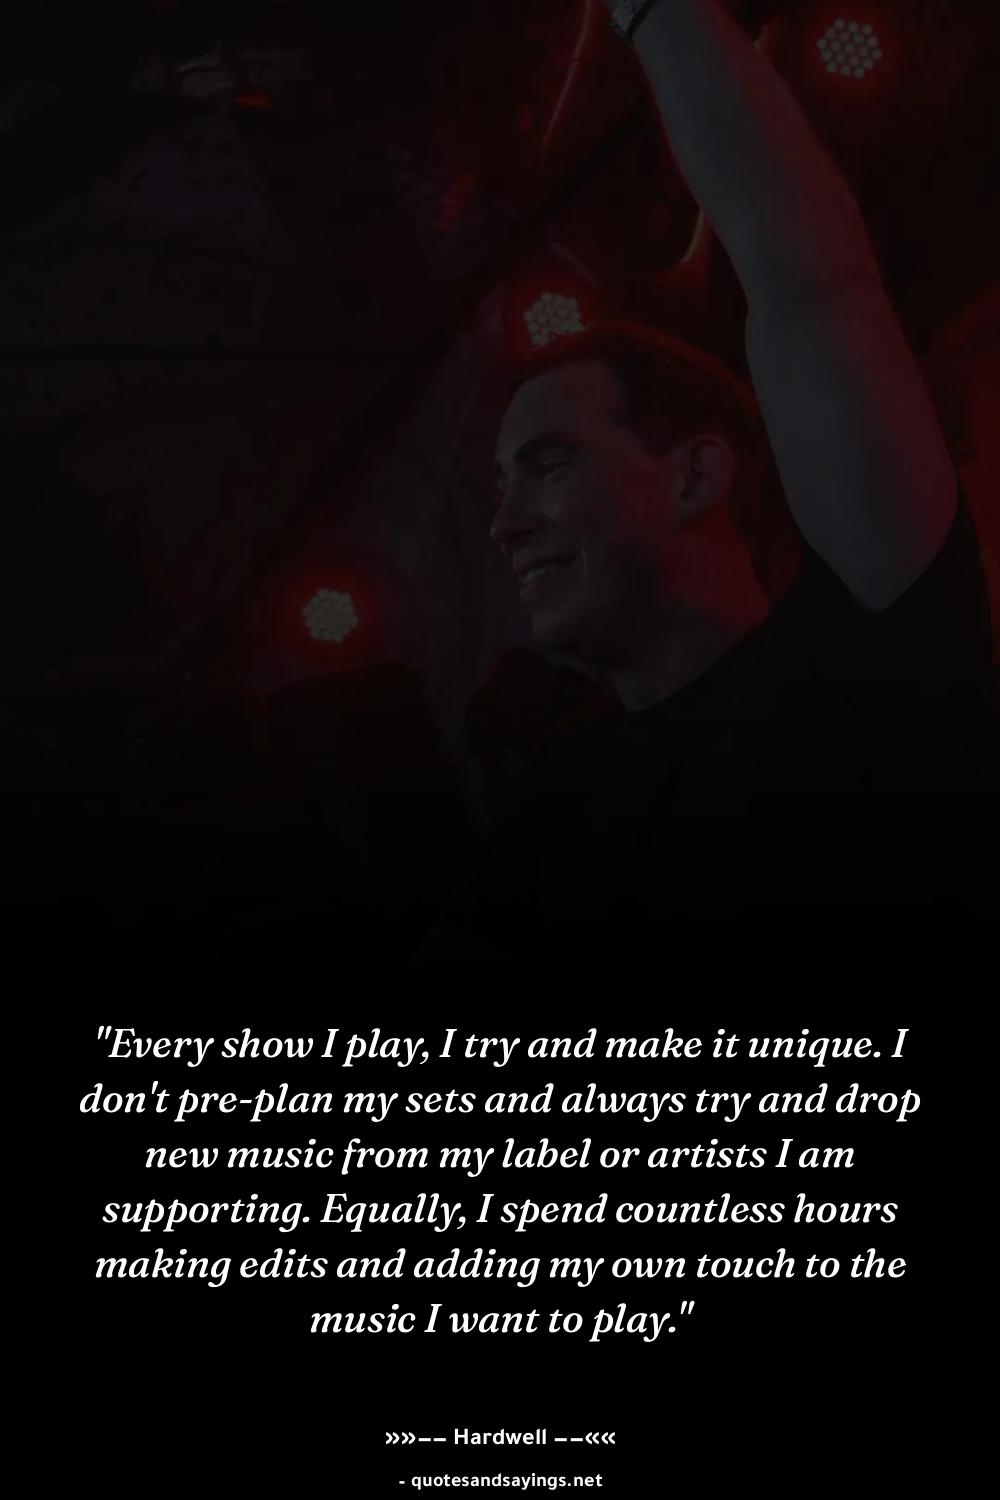 "Every show I play, I try and make it unique. I
don't pre-plan my sets and always try and drop
new music from my label or artists I am
supporting. Equally, I spend countless hours
making edits and adding my own touch to the
music I want to play."
»»−− Hardwell −−««
- quotesandsayings.net